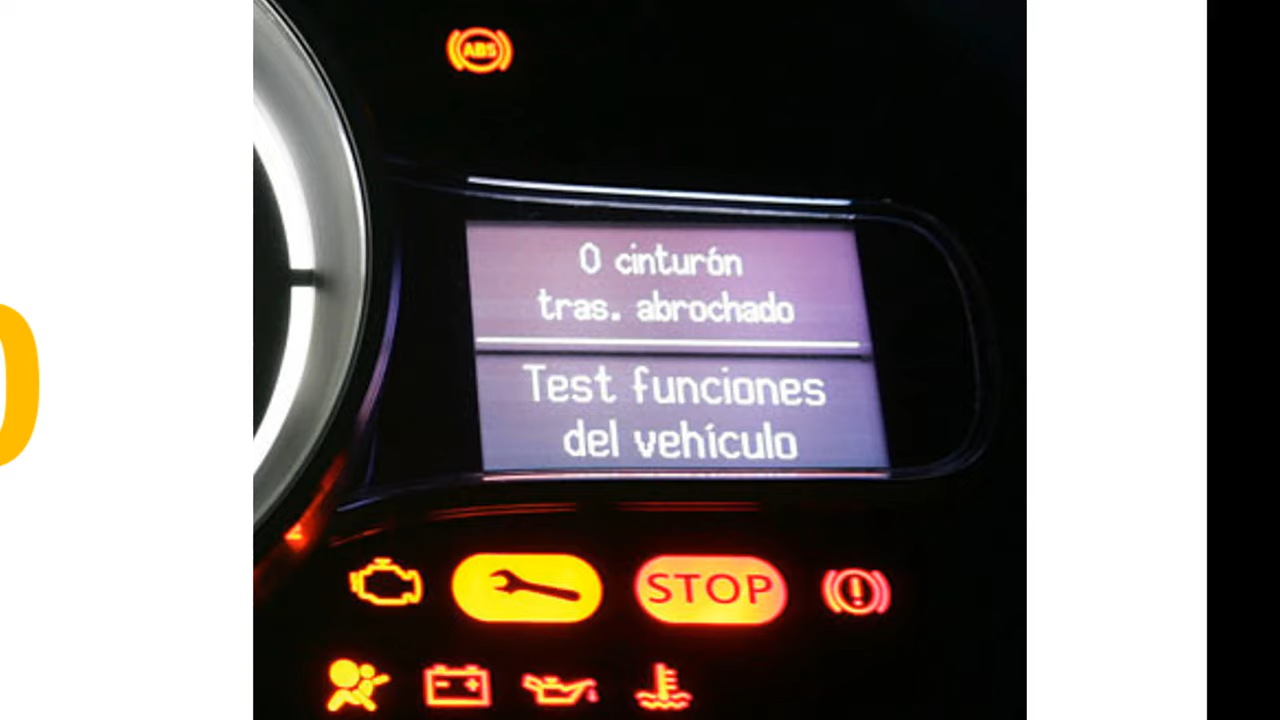 ABS
0 cinturón
tras. abrochado
Test funciones
del vehículo
STOP